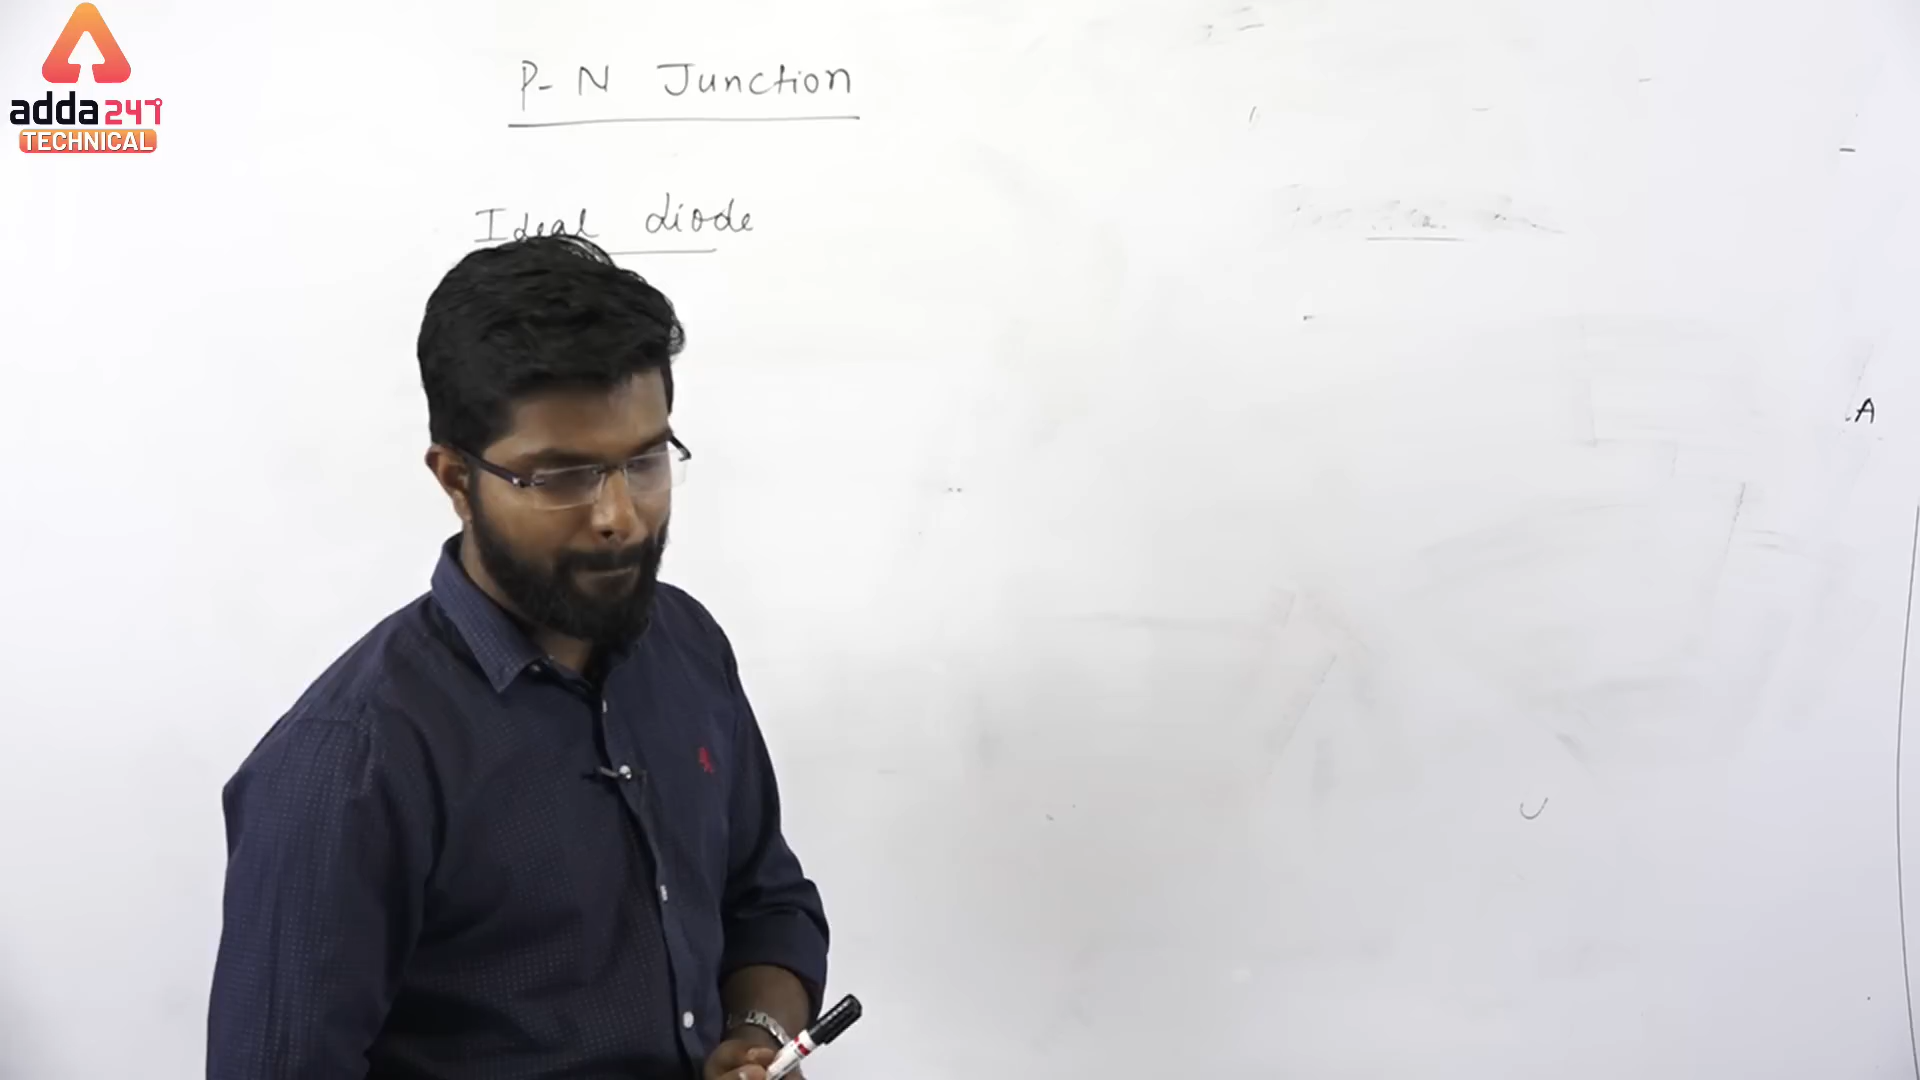 adda247
TECHNICAL
P-N Junction
Ideal diode
A